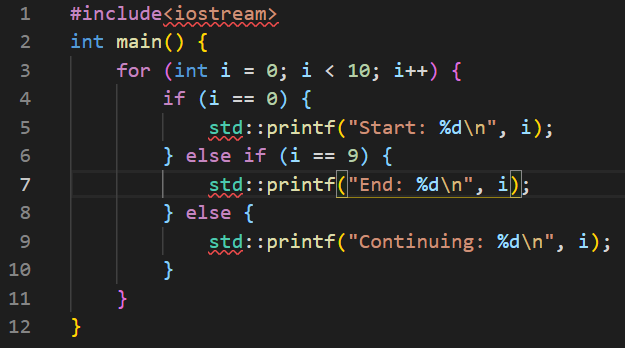 1 #include<iostream>
2 int main() {
3     for (int i = 0; i < 10; i++) {
4         if (i == 0) {
5             std::printf("Start: %d\n", i);
6         } else if (i == 9) {
7             std::printf("End: %d\n", i);
8         } else {
9             std::printf("Continuing: %d\n", i);
10         }
11     }
12 }